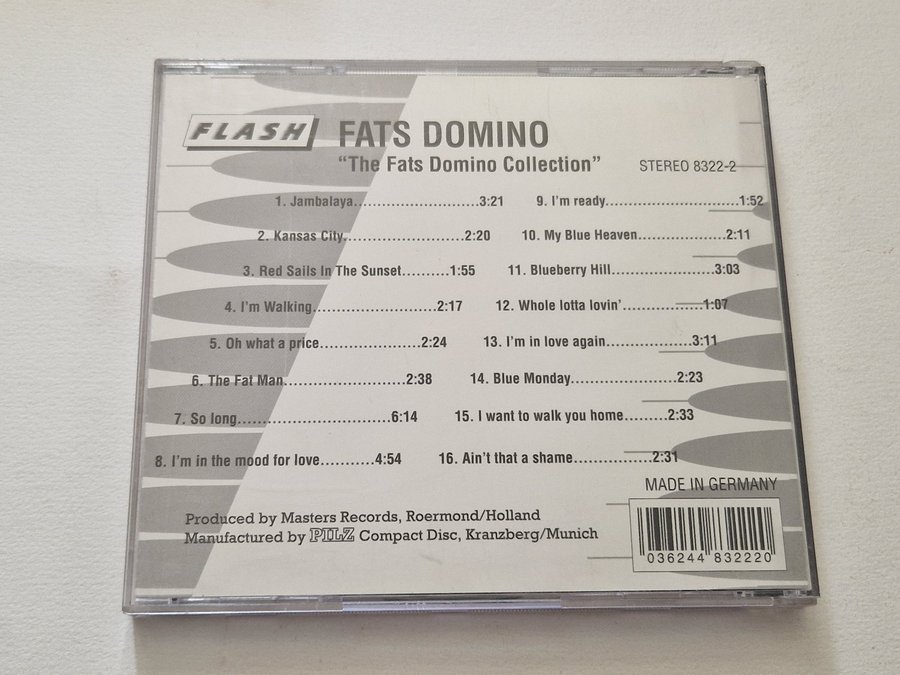 FLASH
FATS DOMINO
"The Fats Domino Collection"
STEREO 8322-2
1. Jambalaya..........................3:21
2. Kansas City.........................2:20
3. Red Sails In The Sunset..........1:55
4. I'm Walking..........................2:17
5. Oh what a price.....................2:24
6. The Fat Man.........................2:38
7. So long................................6:14
8. I'm in the mood for love..........4:54
9. I'm ready............................1:52
10. My Blue Heaven..................2:11
11. Blueberry Hill.....................3:03
12. Whole lotta lovin'................1:07
13. I'm in love again.................3:11
14. Blue Monday......................2:23
15. I want to walk you home........2:33
16. Ain't that a shame................2:31
MADE IN GERMANY
Produced by Masters Records, Roermond/Holland
Manufactured by PILZ Compact Disc, Kranzberg/Munich
036244 832220